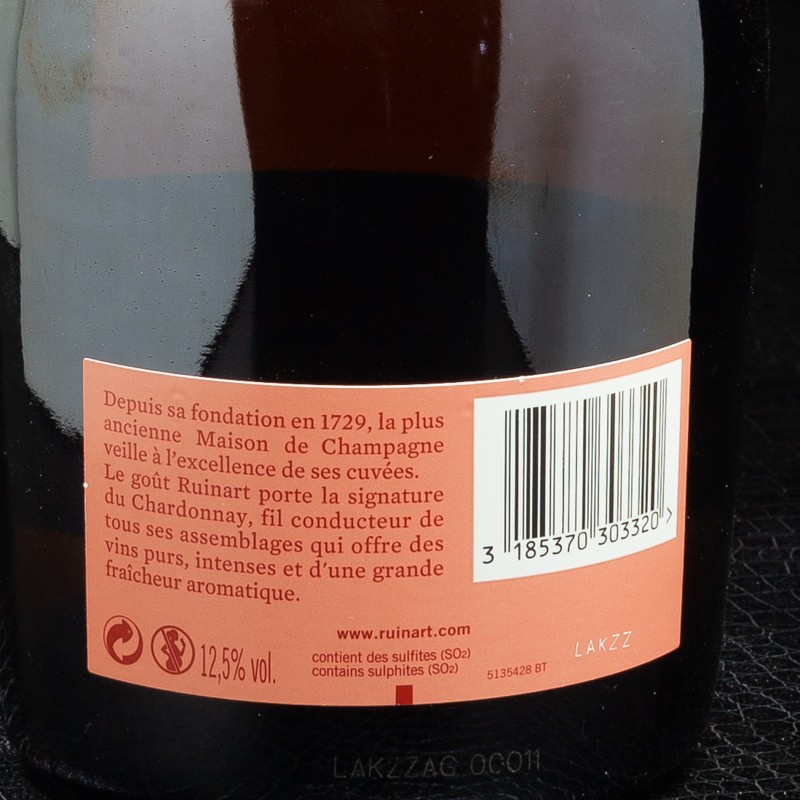 Depuis sa fondation en 1729, la plus
ancienne Maison de Champagne
veille à l'excellence de ses cuvées.
Le goût Ruinart porte la signature
du Chardonnay, fil conducteur de
tous ses assemblages qui offre des
vins purs, intenses et d'une grande
fraîcheur aromatique.
3 185370 303320 >
www.ruinart.com
12,5% vol.
contient des sulfites (SO2)
contains sulphites (SO2)
5135428 BT
LAKZZ
LAKZZAG 00011